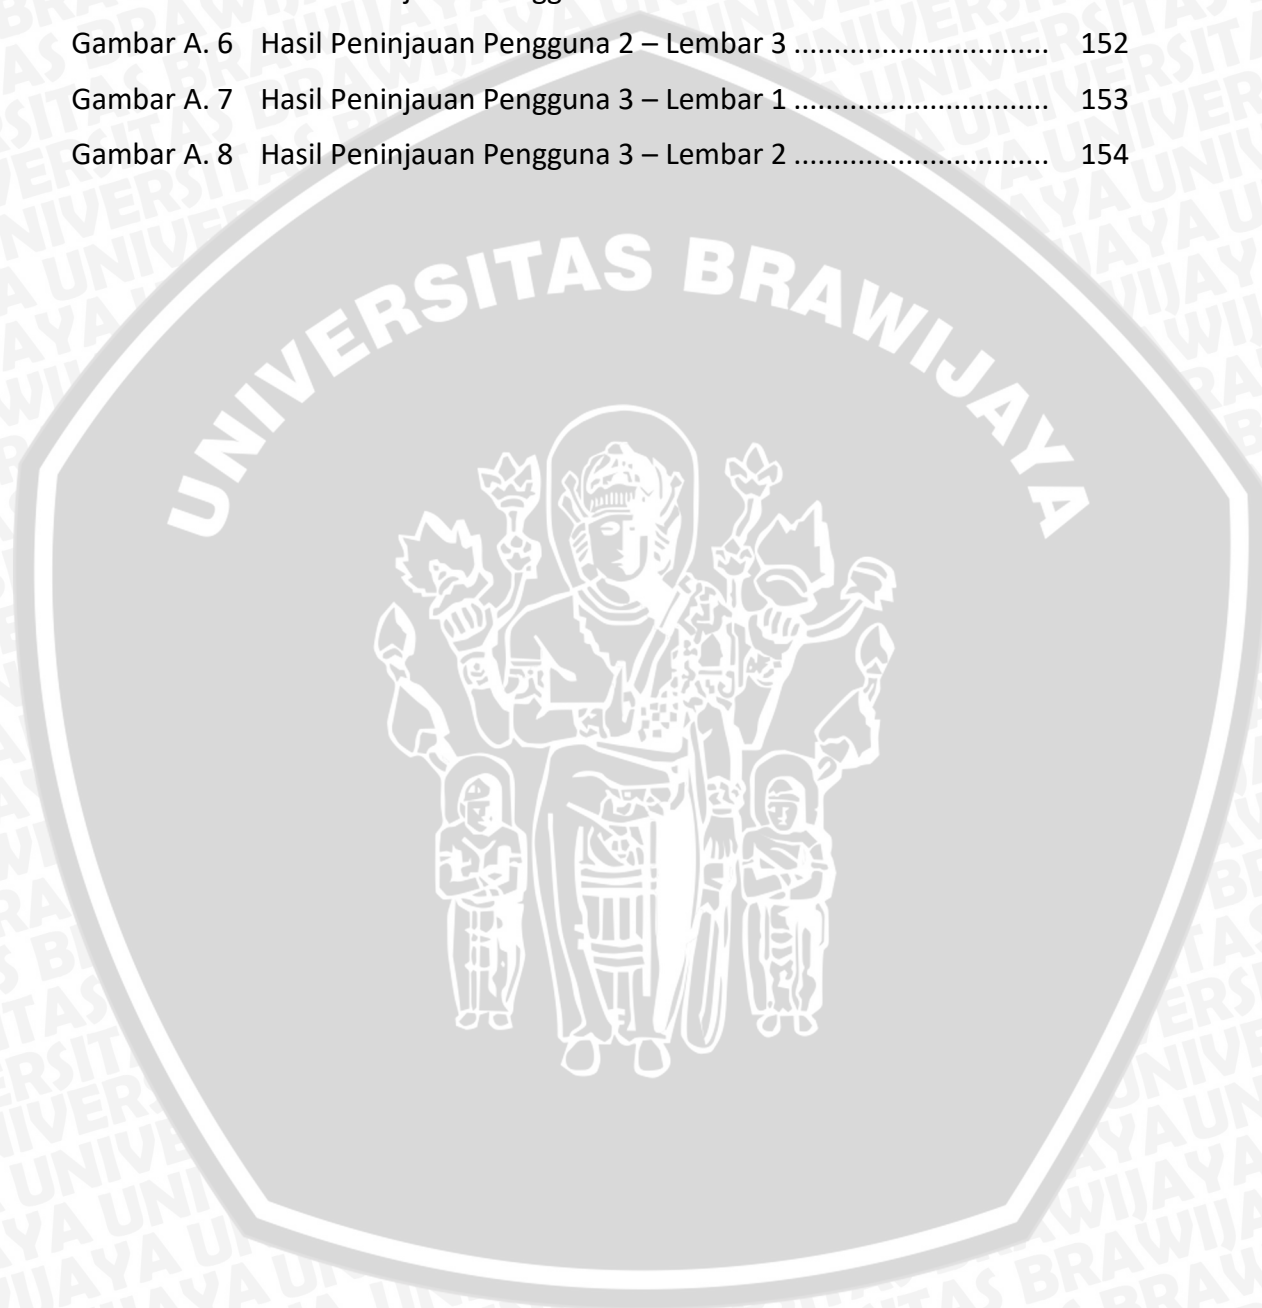 Gambar A. 6 Hasil Peninjauan Pengguna 2 – Lembar 3 ................................ 152
Gambar A. 7 Hasil Peninjauan Pengguna 3 – Lembar 1 ................................ 153
Gambar A. 8 Hasil Peninjauan Pengguna 3 – Lembar 2 ................................ 154
UNIVERSITAS BRAWIJAYA